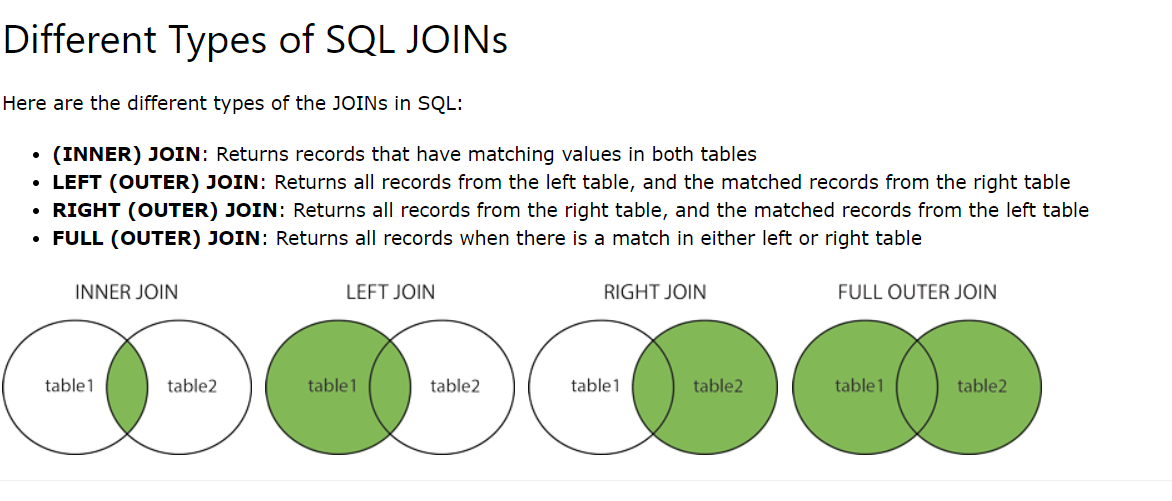 Different Types of SQL JOINs
Here are the different types of the JOINs in SQL:
• (INNER) JOIN: Returns records that have matching values in both tables
• LEFT (OUTER) JOIN: Returns all records from the left table, and the matched records from the right table
• RIGHT (OUTER) JOIN: Returns all records from the right table, and the matched records from the left table
• FULL (OUTER) JOIN: Returns all records when there is a match in either left or right table
INNER JOIN LEFT JOIN RIGHT JOIN FULL OUTER JOIN
table1 table2 table1 table2 table1 table2 table1 table2